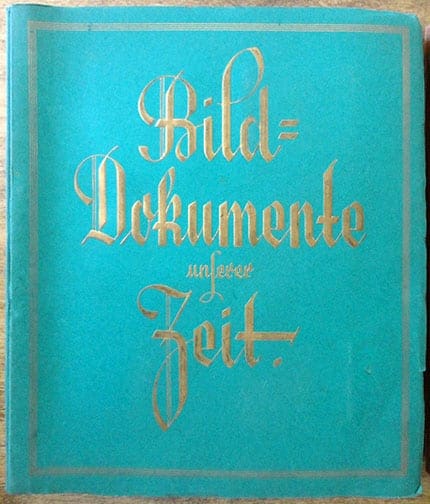 Bild=
Dokumente
unserer
Zeit.